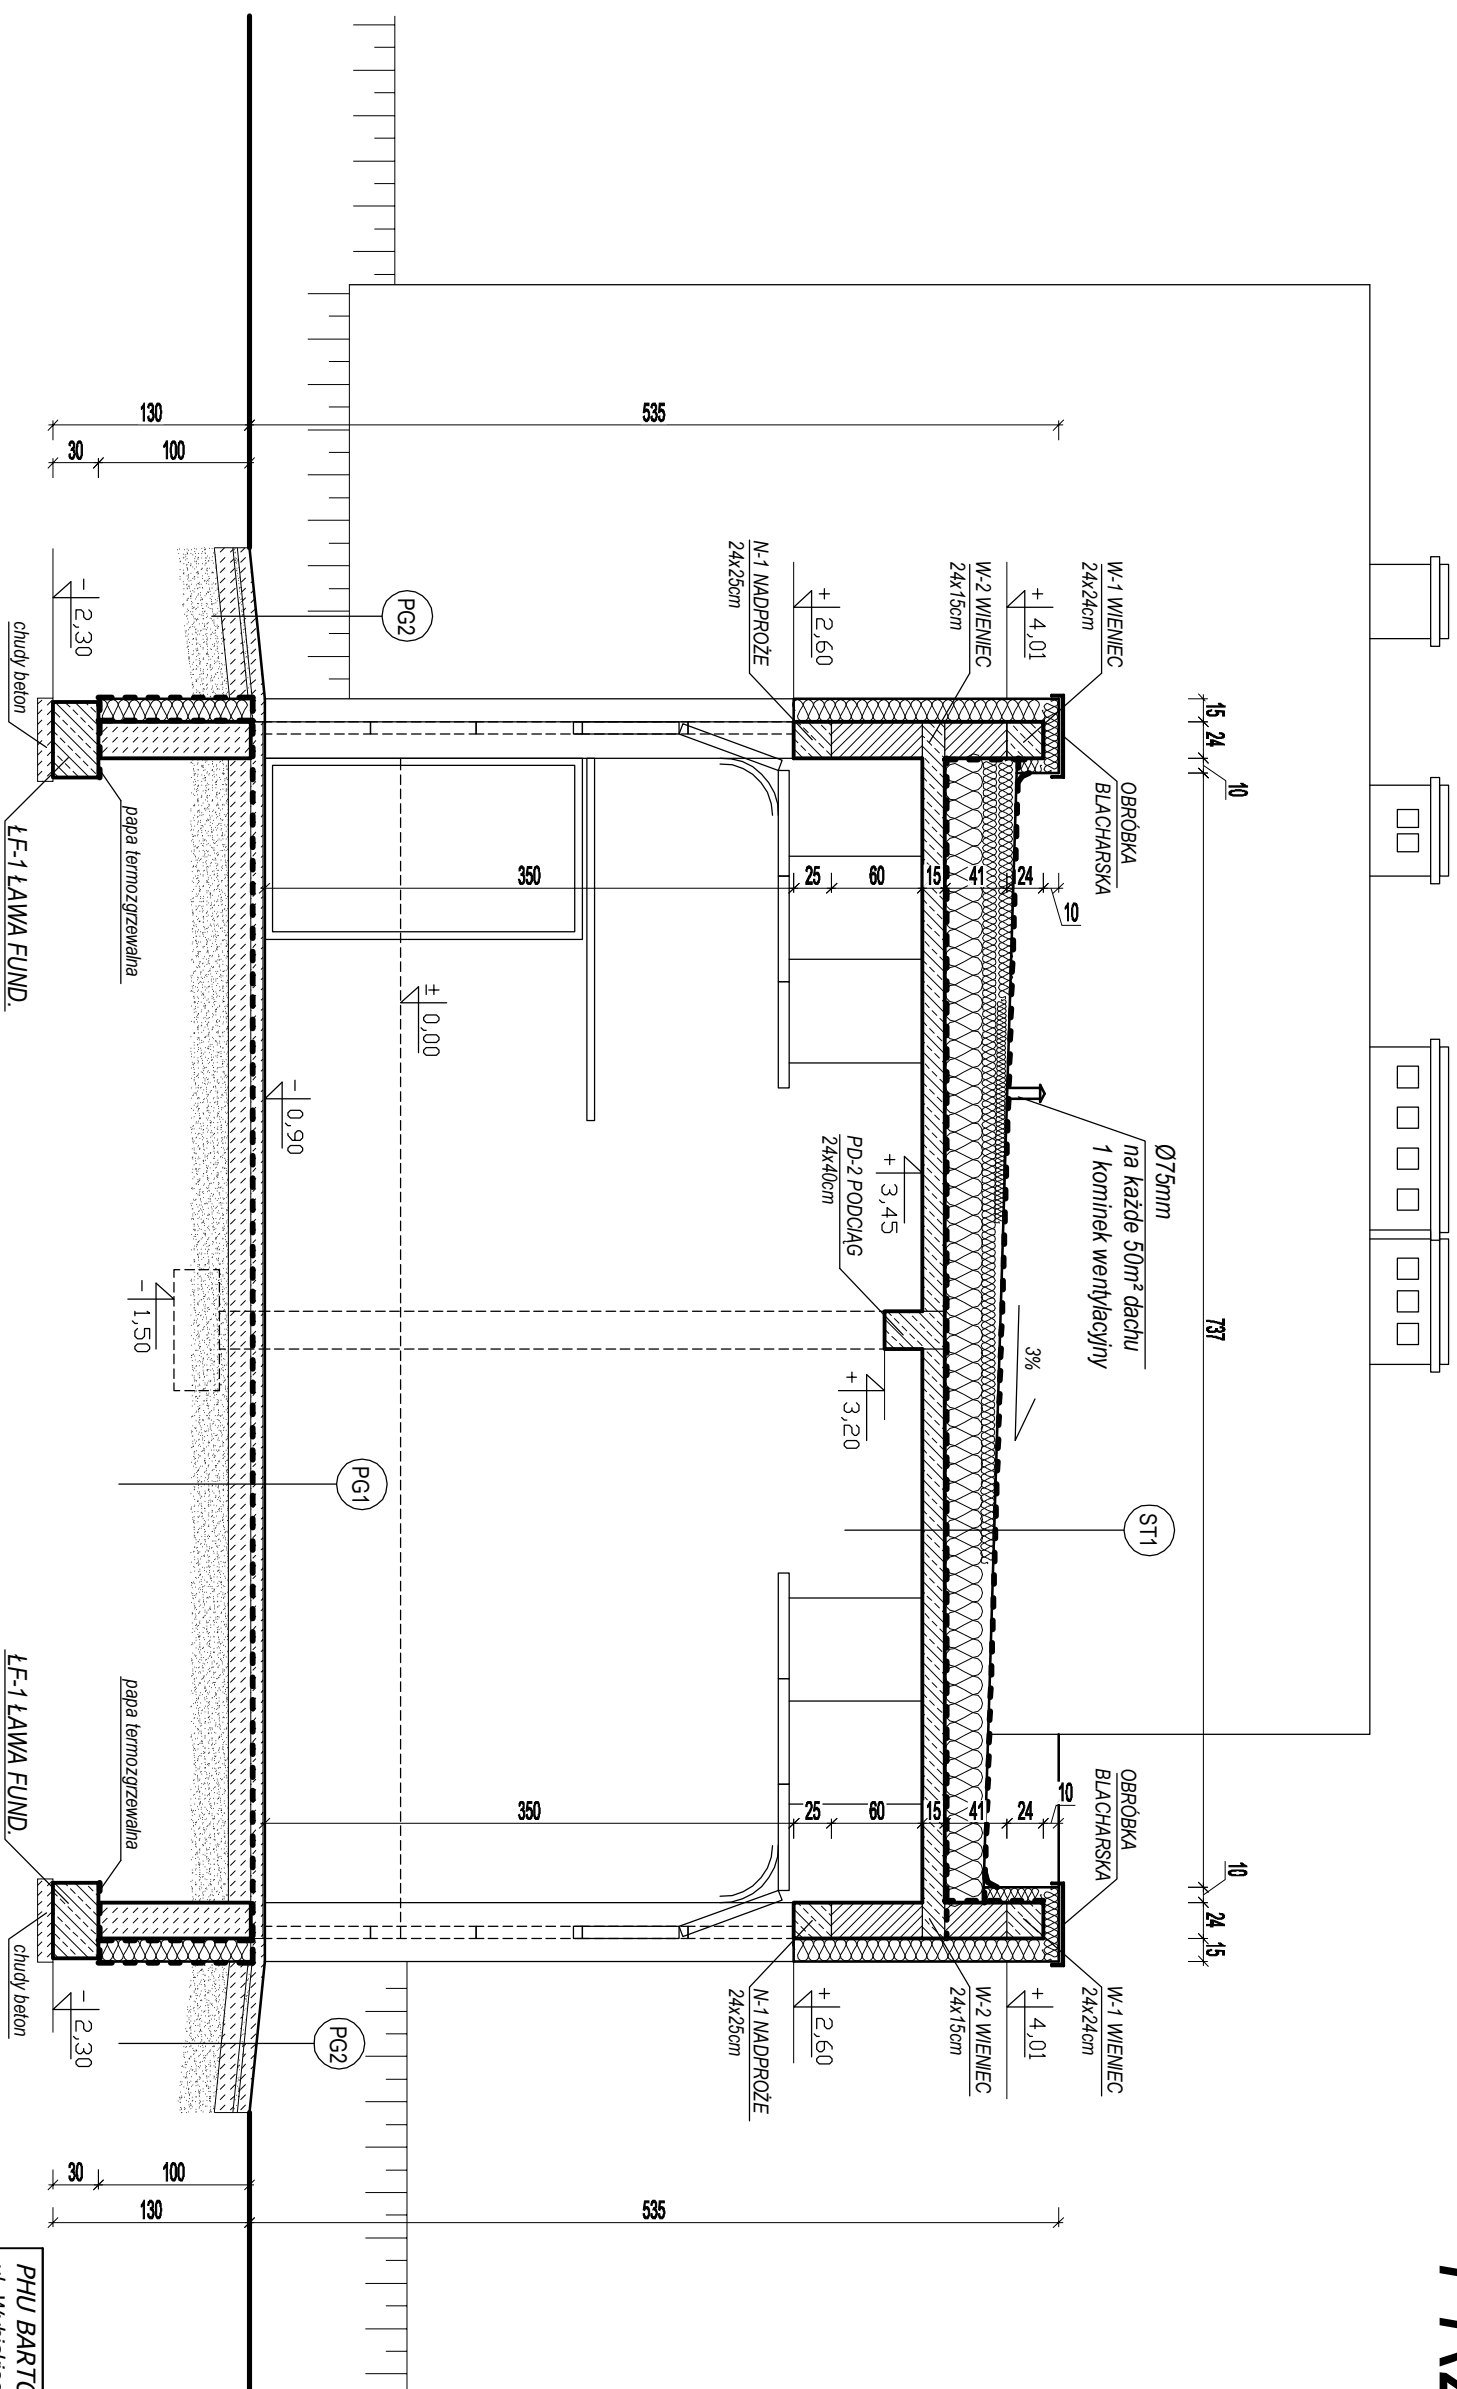 W-1 WIENIEC
24x24cm
+ 4,01
W-2 WIENIEC
24x15cm
+ 2,60
N-1 NADPROŻE
24x25cm
OBRÓBKA
BLACHARSKA
Ø75mm
na każde 50m² dachu
1 kominek wentylacyjny
3%
ST1
OBRÓBKA
BLACHARSKA
W-1 WIENIEC
24x24cm
+ 4,01
W-2 WIENIEC
24x15cm
+ 2,60
N-1 NADPROŻE
24x25cm
15
24
10
737
10
24
15
535
130
100
30
10
24
41
15
60
25
350
+ 3,45
PD-2 PODCIĄG
24x40cm
+ 3,20
± 0,00
- 0,90
- 1,50
PG2
PG1
PG2
10
24
41
15
60
25
350
535
130
100
30
- 2,30
chudy beton
papa termozgrzewalna
ŁF-1 ŁAWA FUND.
papa termozgrzewalna
ŁF-1 ŁAWA FUND.
- 2,30
chudy beton